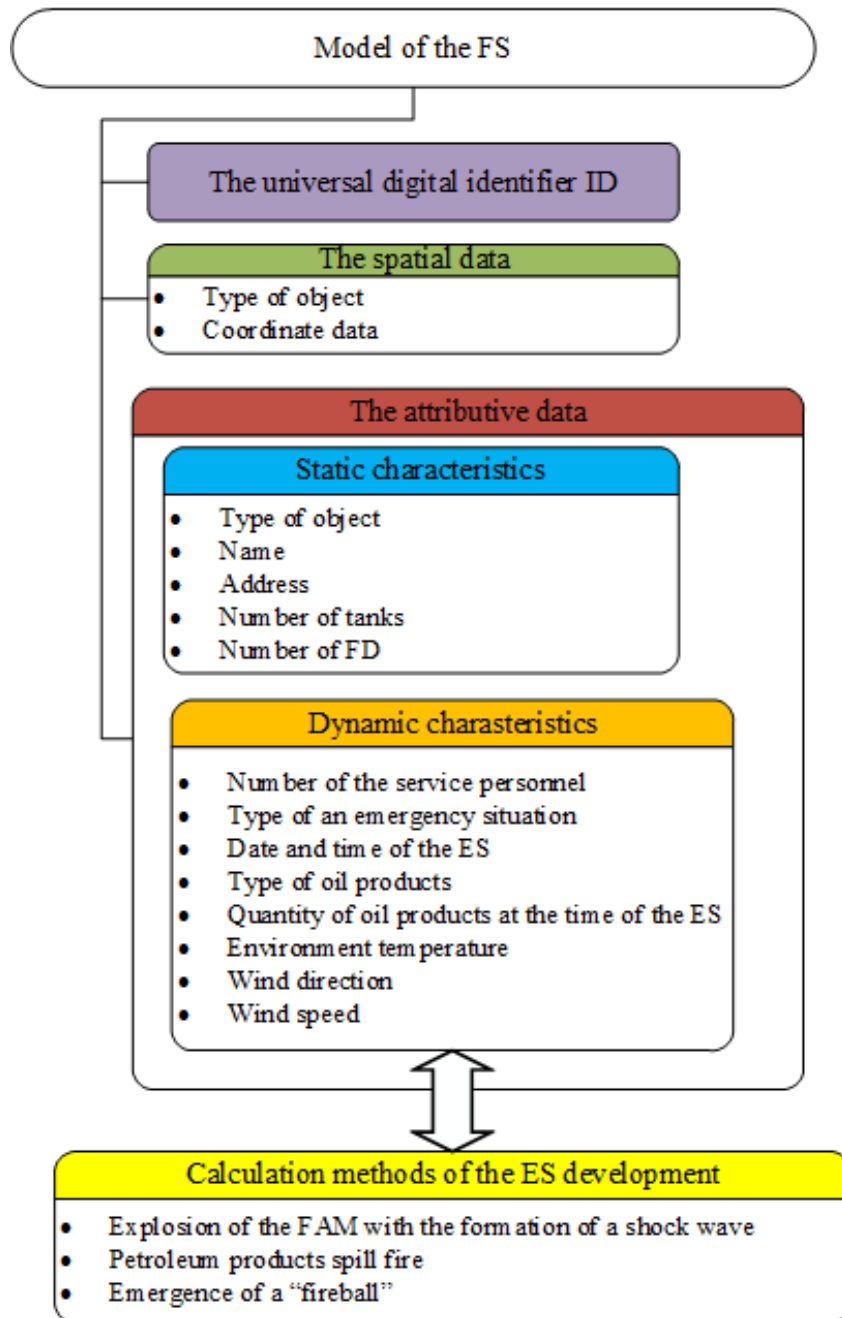 Model of the FS
The universal digital identifier ID
The spatial data
• Type of object
• Coordinate data
The attributive data
Static characteristics
• Type of object
• Name
• Address
• Number of tanks
• Number of FD
Dynamic charasteristics
• Number of the service personnel
• Type of an emergency situation
• Date and time of the ES
• Type of oil products
• Quantity of oil products at the time of the ES
• Environment temperature
• Wind direction
• Wind speed
Calculation methods of the ES development
• Explosion of the FAM with the formation of a shock wave
• Petroleum products spill fire
• Emergence of a “fireball”